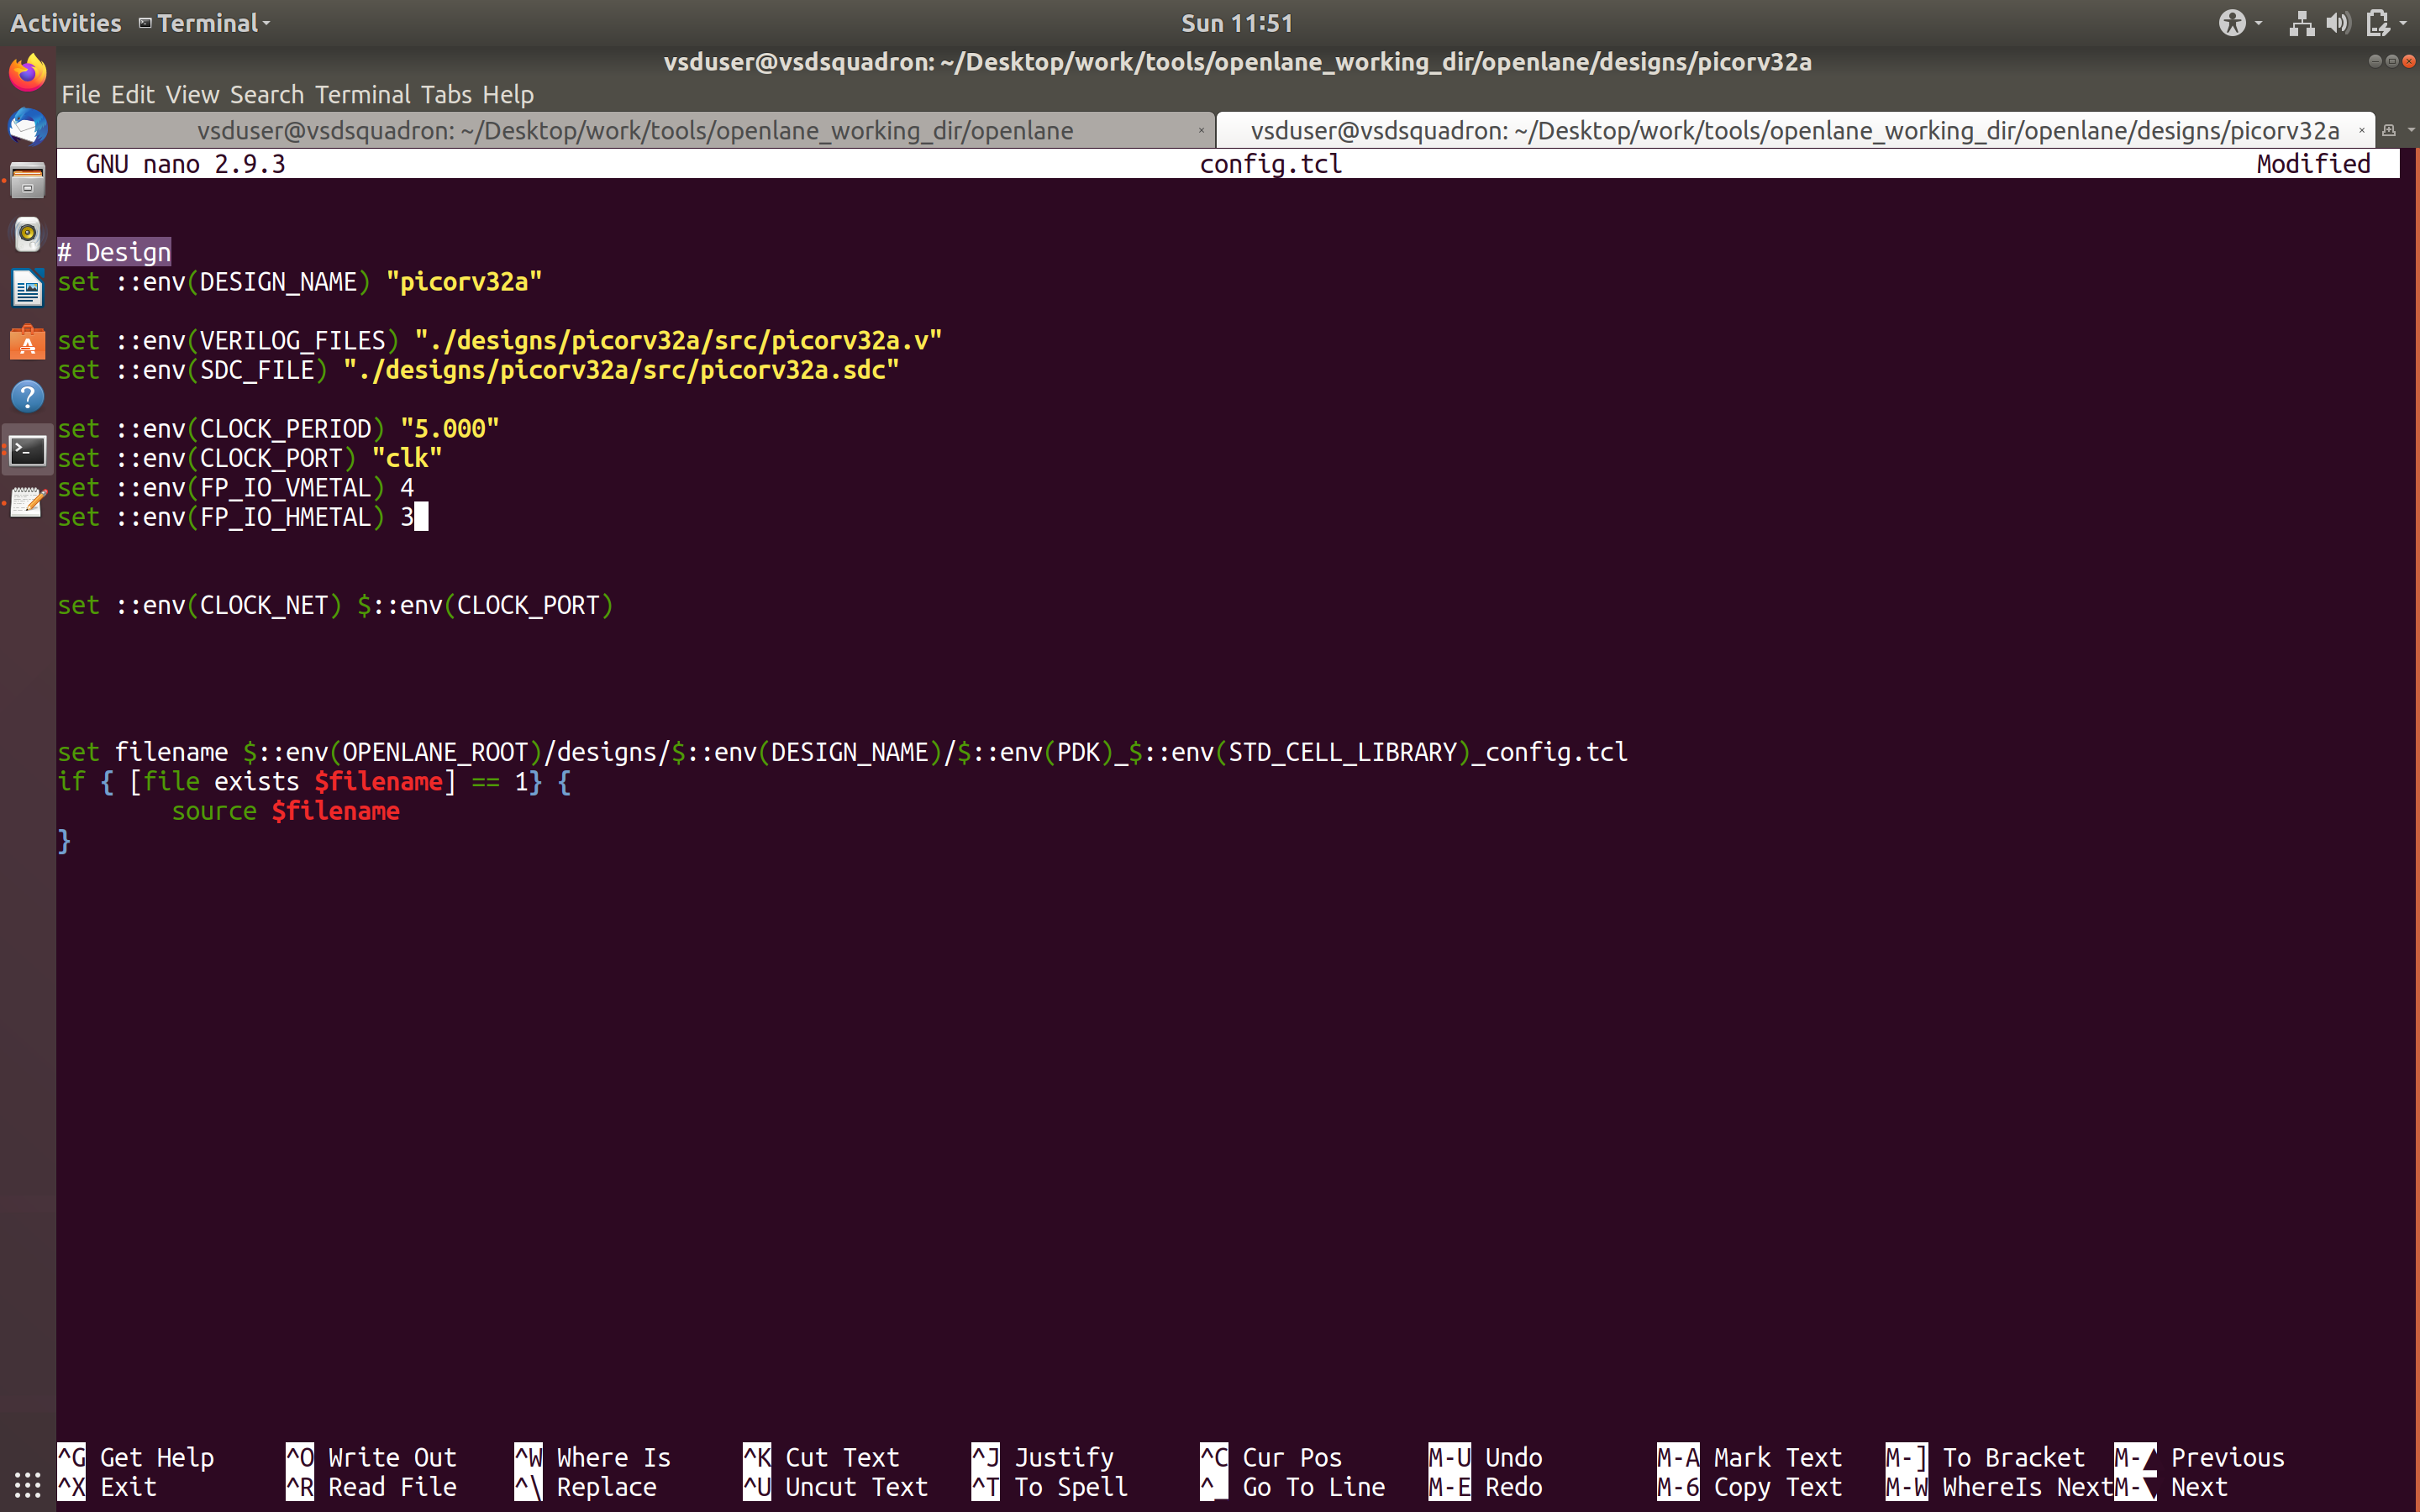 Activities Terminal Sun 11:51
vsduser@vsdsquadron: ~/Desktop/work/tools/openlane_working_dir/openlane/designs/picorv32a
File Edit View Search Terminal Tabs Help
vsduser@vsdsquadron: ~/Desktop/work/tools/openlane_working_dir/openlane × vsduser@vsdsquadron: ~/Desktop/work/tools/openlane_working_dir/openlane/designs/picorv32a ×
GNU nano 2.9.3 config.tcl Modified
# Design
set ::env(DESIGN_NAME) "picorv32a"
set ::env(VERILOG_FILES) "./designs/picorv32a/src/picorv32a.v"
set ::env(SDC_FILE) "./designs/picorv32a/src/picorv32a.sdc"
set ::env(CLOCK_PERIOD) "5.000"
set ::env(CLOCK_PORT) "clk"
set ::env(FP_IO_VMETAL) 4
set ::env(FP_IO_HMETAL) 3
set ::env(CLOCK_NET) $::env(CLOCK_PORT)
set filename $::env(OPENLANE_ROOT)/designs/$::env(DESIGN_NAME)/$::env(PDK)_$::env(STD_CELL_LIBRARY)_config.tcl
if { [file exists $filename] == 1} {
        source $filename
}
^G Get Help ^O Write Out ^W Where Is ^K Cut Text ^J Justify ^C Cur Pos M-U Undo M-A Mark Text M-] To Bracket M-▲ Previous
^X Exit ^R Read File ^\ Replace ^U Uncut Text ^T To Spell ^_ Go To Line M-E Redo M-6 Copy Text M-W WhereIs Next M-▼ Next